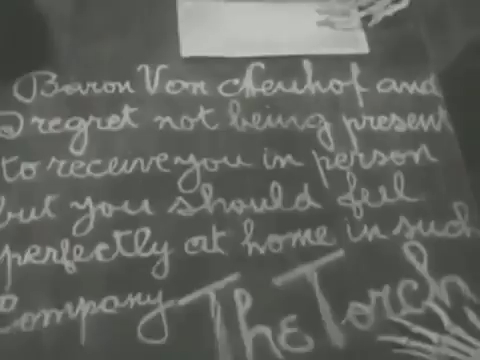 Baron Von Neuhof and
I regret not being present
to receive you in person
but you should feel
perfectly at home in such
Company - The Torch